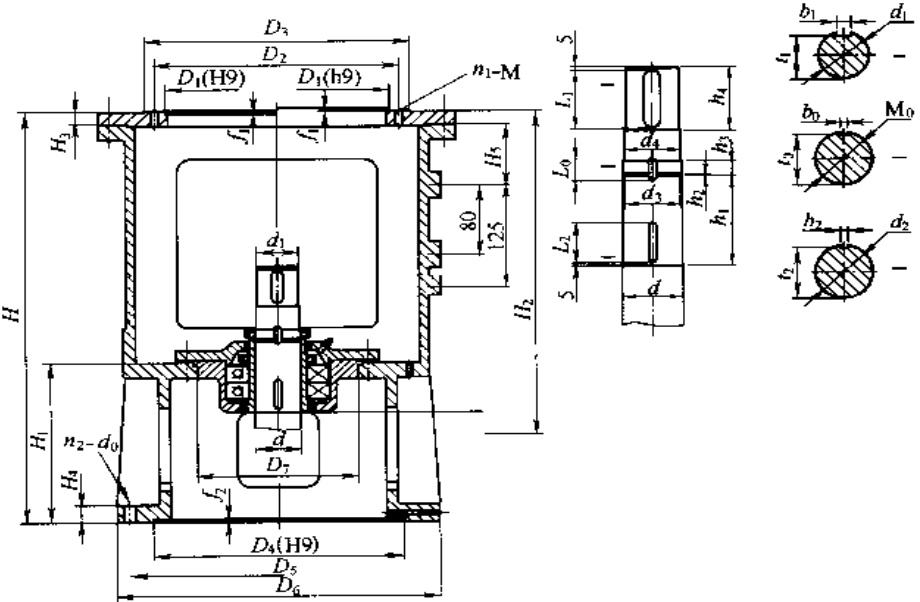 D₃
D₂
D₁(H9)
D₁(h9)
n₁-M
H₃
f₁
f₁
H₅
80
125
H₂
H
d₁
H₁
n₂-d₀
H₄
d
D₇
f₂
D₄(H9)
D₅
D₆
5
L₁
h₄
d₄
h₃
L₀
h₂
d₃
h₁
L₂
5
d
b₁
d₁
t₁
b₀
M₀
t₀
h₂
d₂
t₂